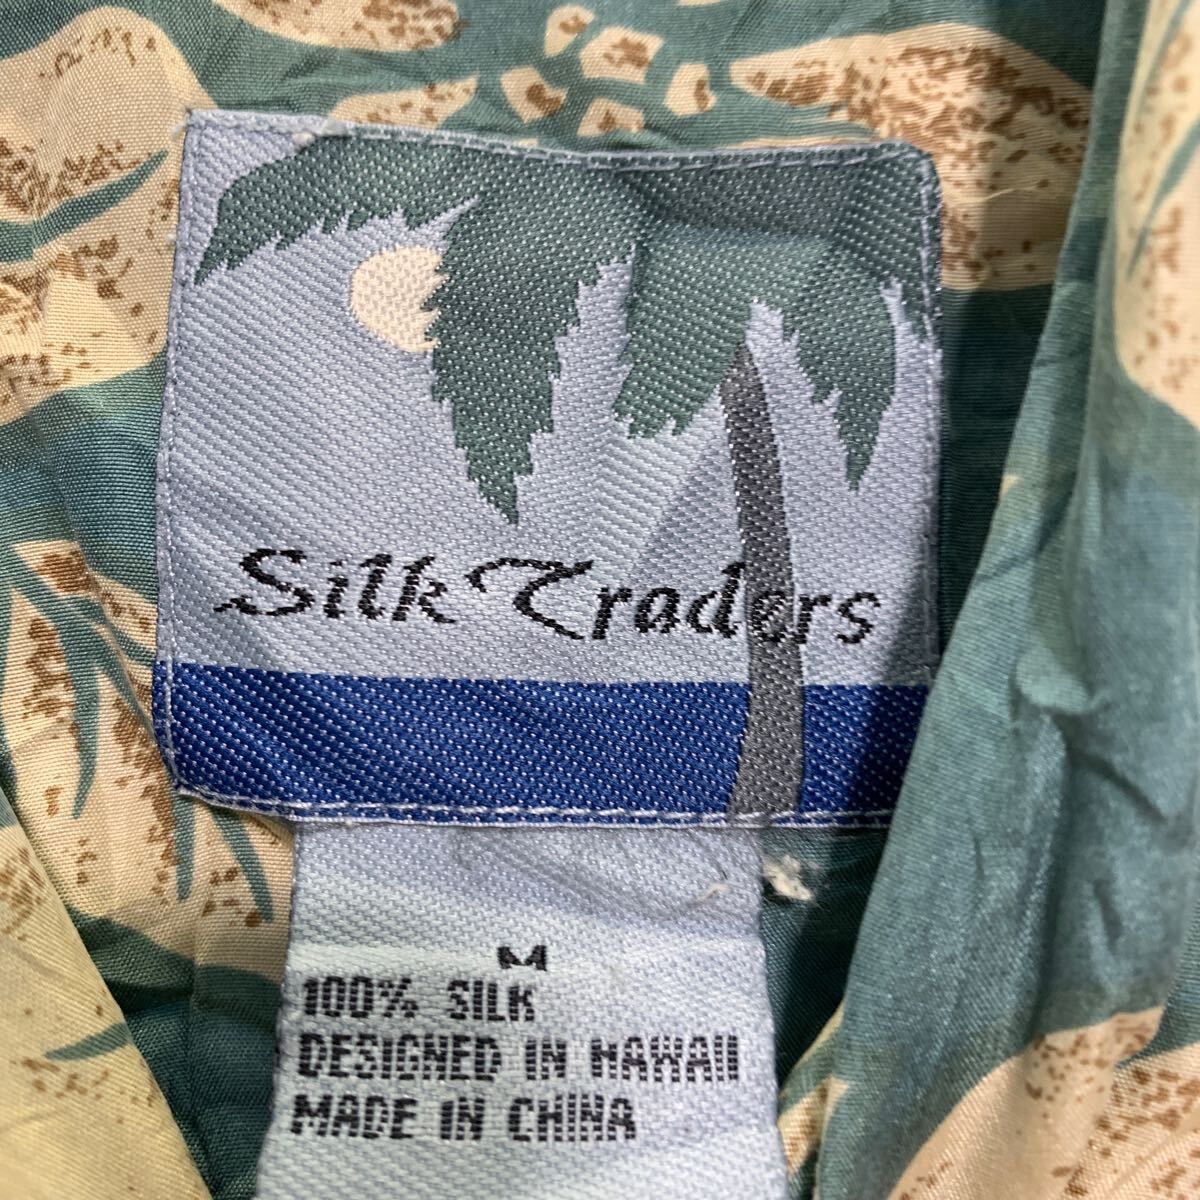 Silk Traders
M
100% SILK
DESIGNED IN HAWAII
MADE IN CHINA